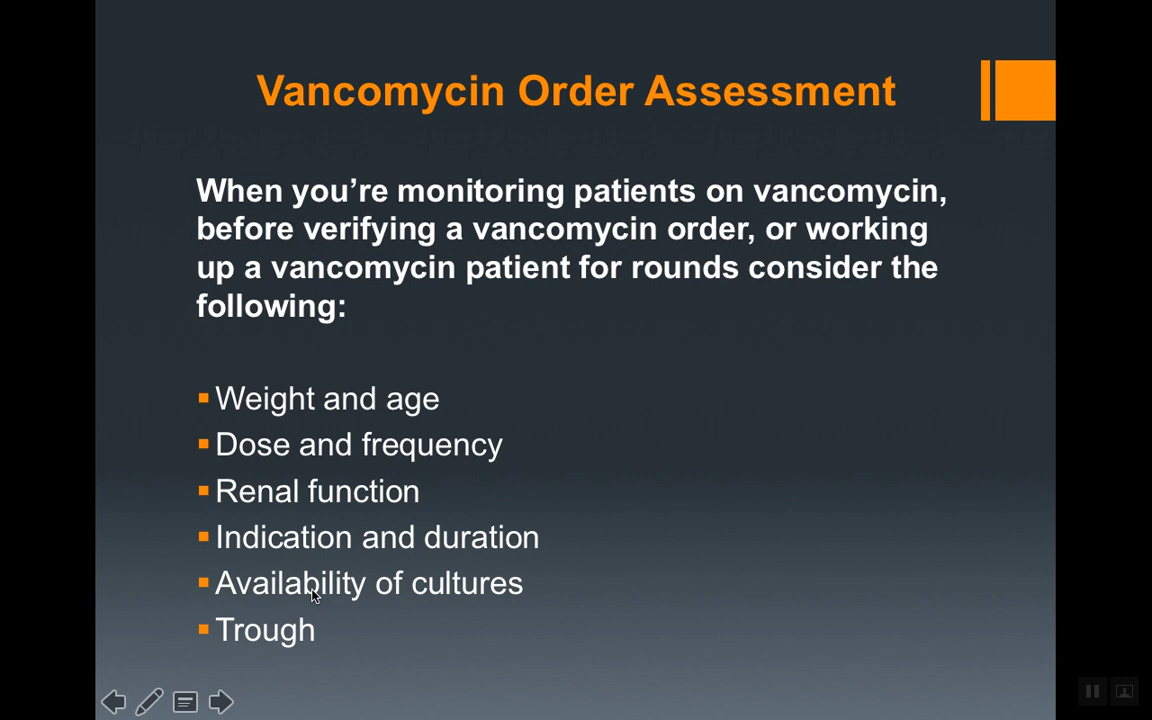 Vancomycin Order Assessment
When you’re monitoring patients on vancomycin,
before verifying a vancomycin order, or working
up a vancomycin patient for rounds consider the
following:
Weight and age
Dose and frequency
Renal function
Indication and duration
Availability of cultures
Trough